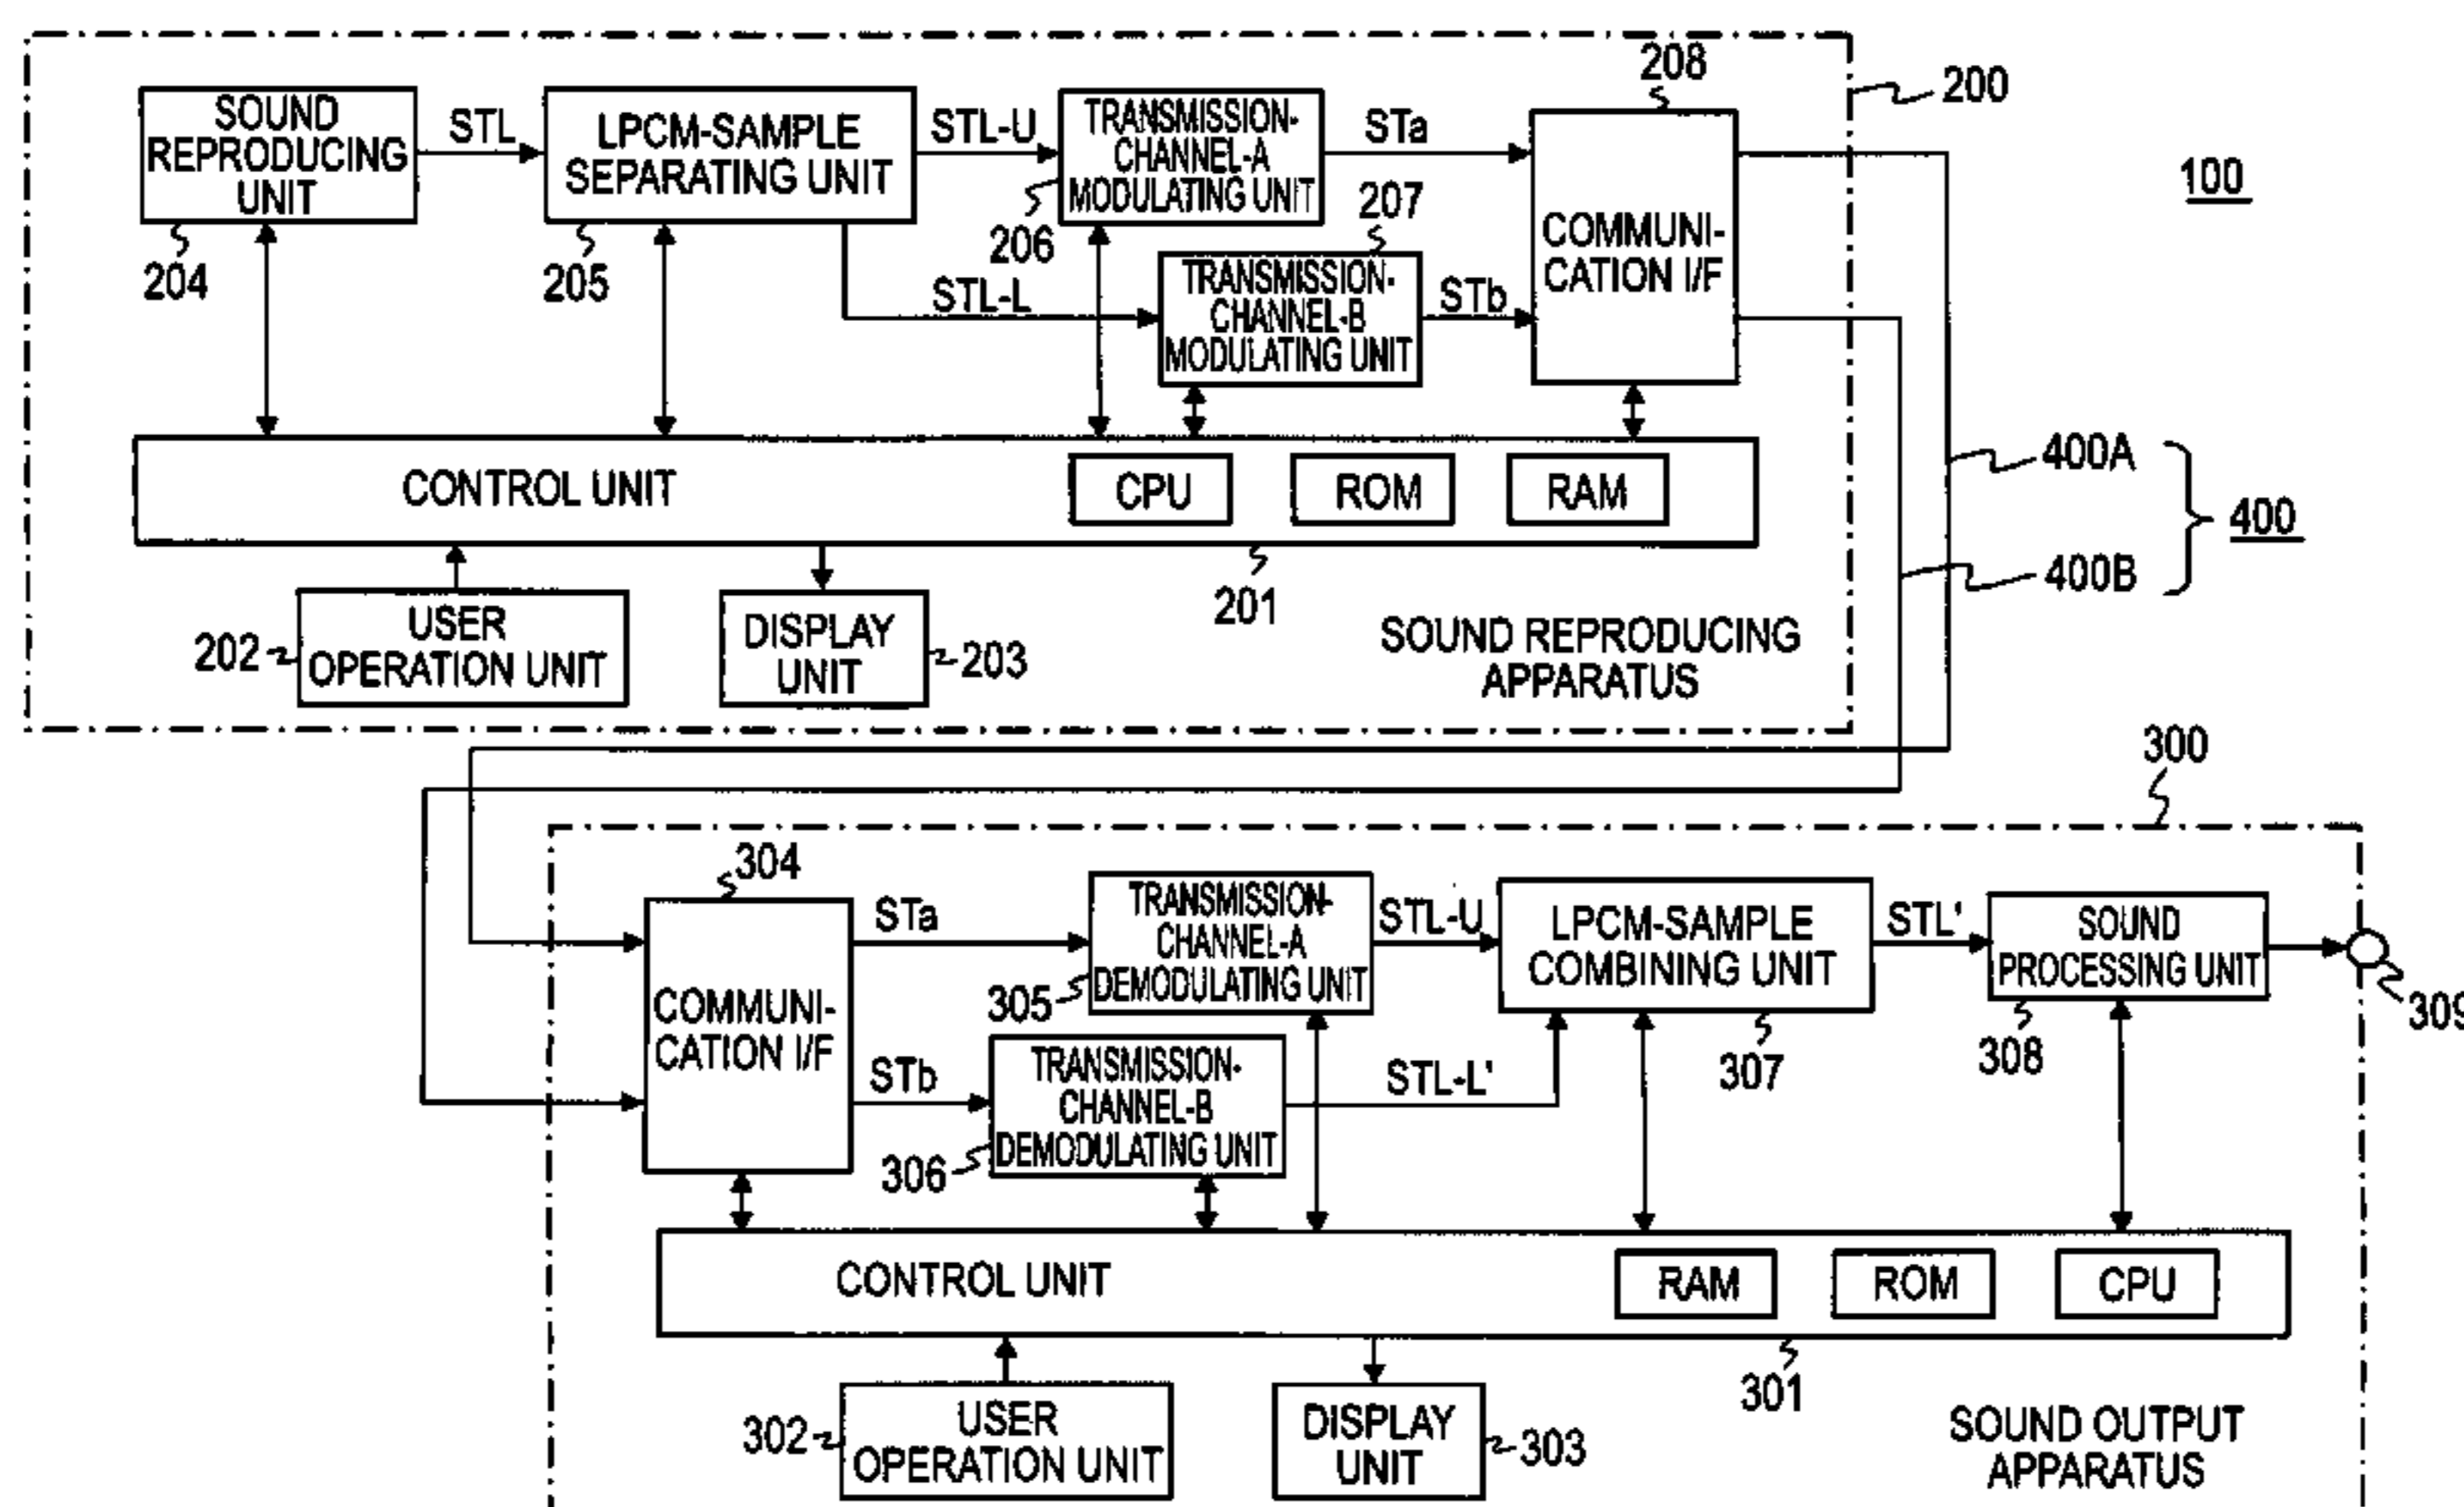 208
200
SOUND
REPRODUCING
UNIT
STL
LPCM-SAMPLE
SEPARATING UNIT
STL-U
TRANSMISSION-
CHANNEL-A
MODULATING UNIT
STa
100
204
205
206
207
COMMUNI-
CATION I/F
STL-L
TRANSMISSION-
CHANNEL-B
MODULATING UNIT
STb
CONTROL UNIT
CPU
ROM
RAM
400A
400
400B
201
202
USER
OPERATION UNIT
DISPLAY
UNIT
203
SOUND REPRODUCING
APPARATUS
300
304
STa
TRANSMISSION-
CHANNEL-A
DEMODULATING UNIT
305
STL-U
LPCM-SAMPLE
COMBINING UNIT
STL'
SOUND
PROCESSING UNIT
309
COMMUNI-
CATION I/F
STb
TRANSMISSION-
CHANNEL-B
DEMODULATING UNIT
306
STL-L'
307
308
CONTROL UNIT
RAM
ROM
CPU
301
302
USER
OPERATION UNIT
DISPLAY
UNIT
303
SOUND OUTPUT
APPARATUS